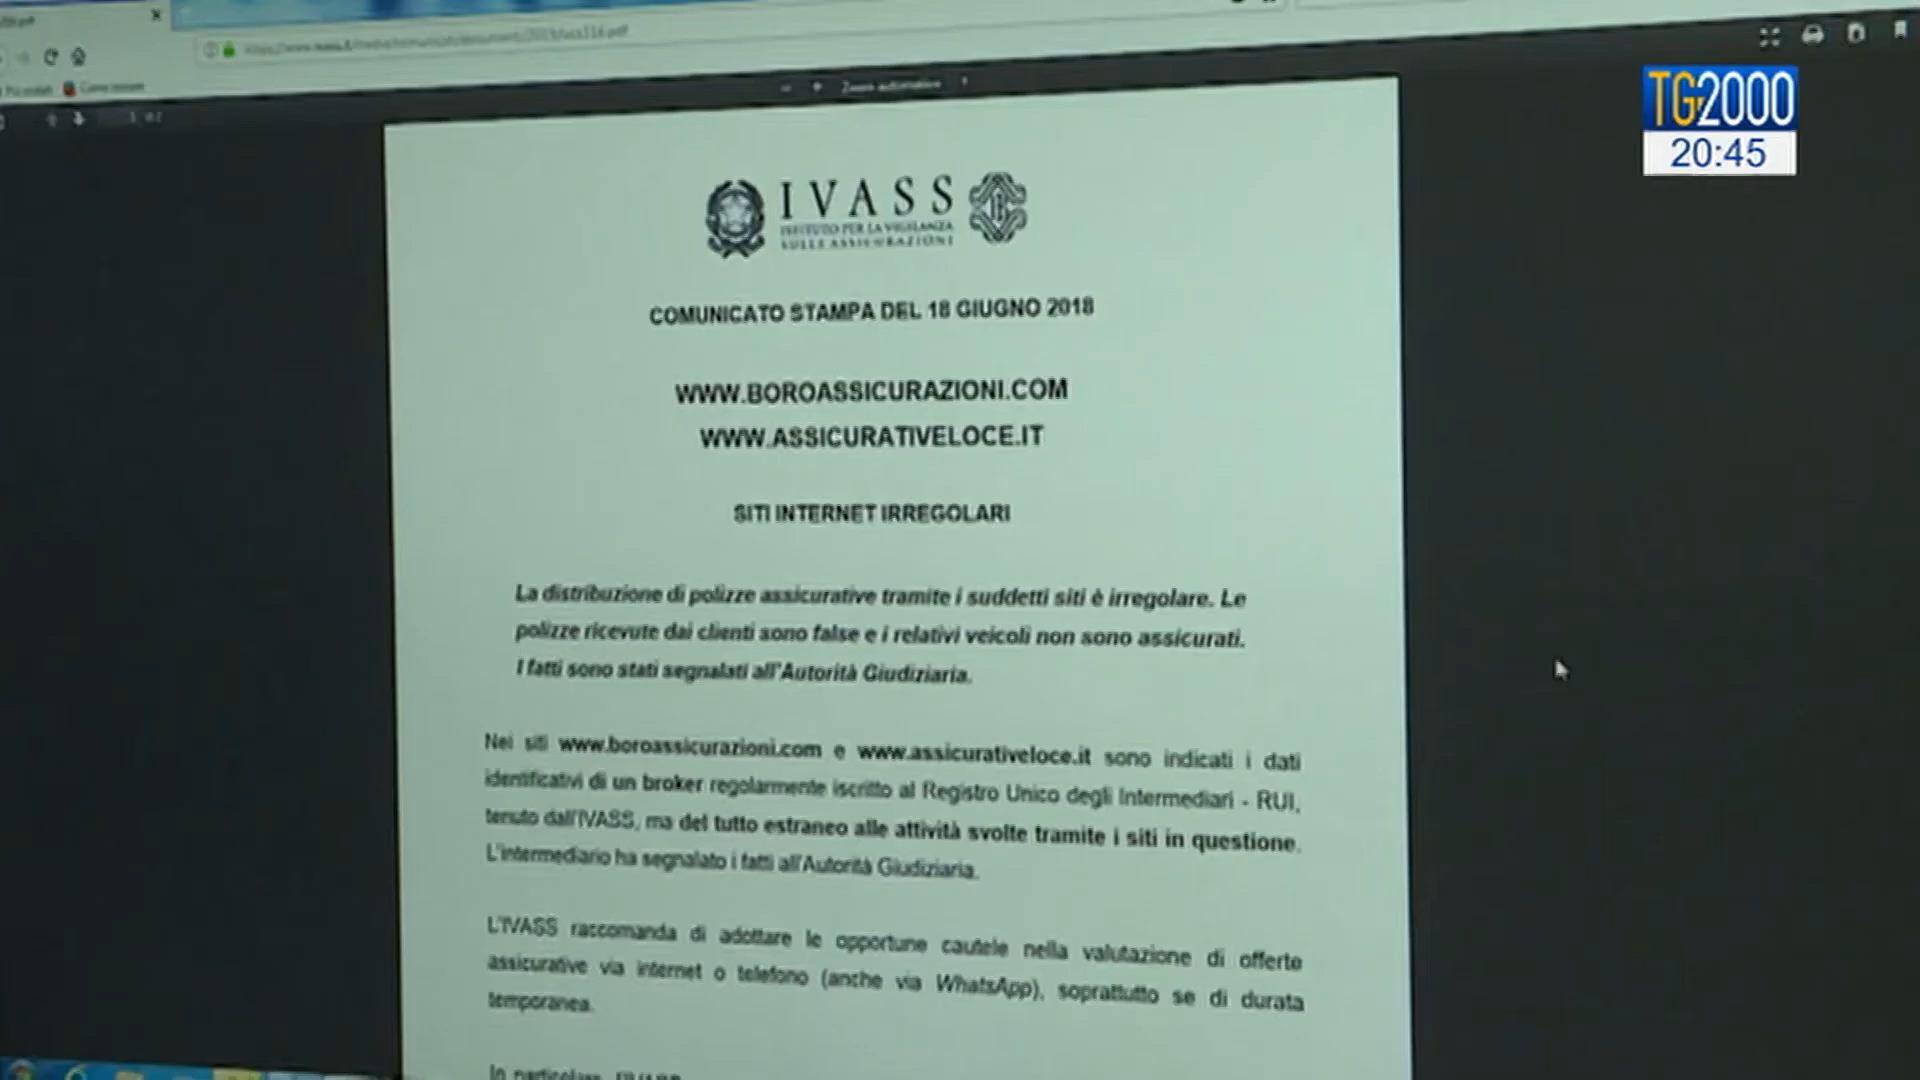 TG2000
20:45
Zoom automatico
IVASS
ISTITUTO PER LA VIGILANZA
SULLE ASSICURAZIONI
COMUNICATO STAMPA DEL 18 GIUGNO 2018
WWW.BOROASSICURAZIONI.COM
WWW.ASSICURATIVELOCE.IT
SITI INTERNET IRREGOLARI
La distribuzione di polizze assicurative tramite i suddetti siti è irregolare. Le
polizze ricevute dai clienti sono false e i relativi veicoli non sono assicurati.
I fatti sono stati segnalati all'Autorità Giudiziaria.
Nei siti www.boroassicurazioni.com e www.assicurativeloce.it sono indicati i dati
identificativi di un broker regolarmente iscritto al Registro Unico degli Intermediari - RUI,
tenuto dall'IVASS, ma del tutto estraneo alle attività svolte tramite i siti in questione.
L'intermediario ha segnalato i fatti all'Autorità Giudiziaria.
L'IVASS raccomanda di adottare le opportune cautele nella valutazione di offerte
assicurative via internet o telefono (anche via WhatsApp), soprattutto se di durata
temporanea.